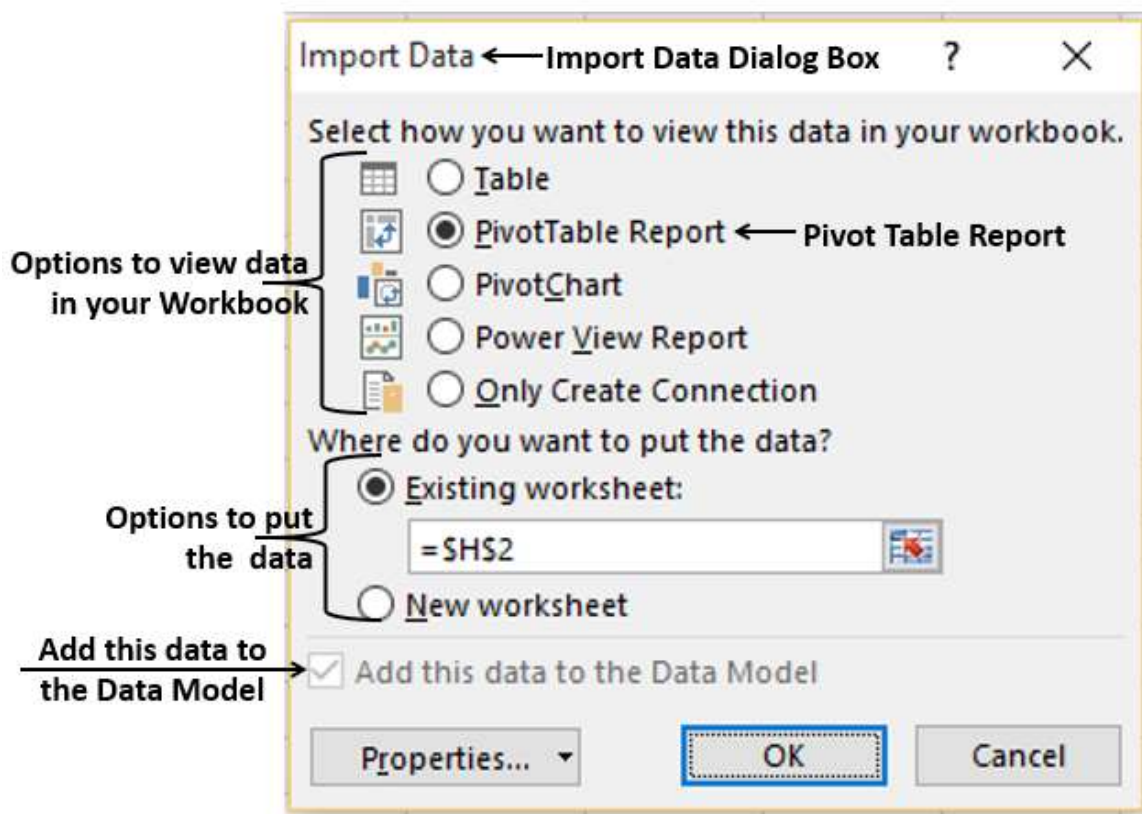 Import Data Import Data Dialog Box ?
Select how you want to view this data in your workbook.
Table
PivotTable Report Pivot Table Report
Options to view data
in your Workbook
PivotChart
Power View Report
Only Create Connection
Where do you want to put the data?
Existing worksheet:
Options to put
the data
=$H$2
New worksheet
Add this data to
the Data Model
Add this data to the Data Model
Properties...
OK
Cancel